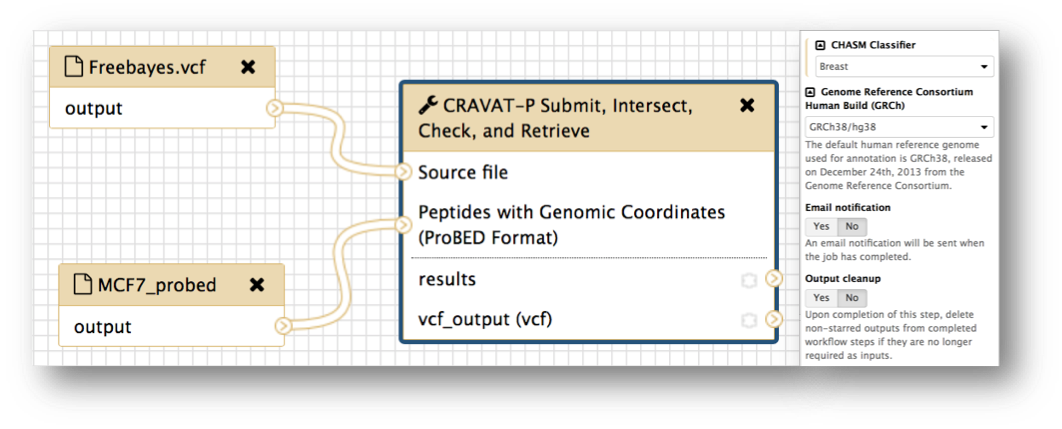 Freebayes.vcf
output
MCF7_probed
output
CRAVAT-P Submit, Intersect,
Check, and Retrieve
Source file
Peptides with Genomic Coordinates
(ProBED Format)
results
vcf_output (vcf)
CHASM Classifier
Breast
Genome Reference Consortium
Human Build (GRCh)
GRCh38/hg38
The default human reference genome
used for annotation is GRCh38, released
on December 24th, 2013 from the
Genome Reference Consortium.
Email notification
Yes No
An email notification will be sent when
the job has completed.
Output cleanup
Yes No
Upon completion of this step, delete
non-starred outputs from completed
workflow steps if they are no longer
required as inputs.